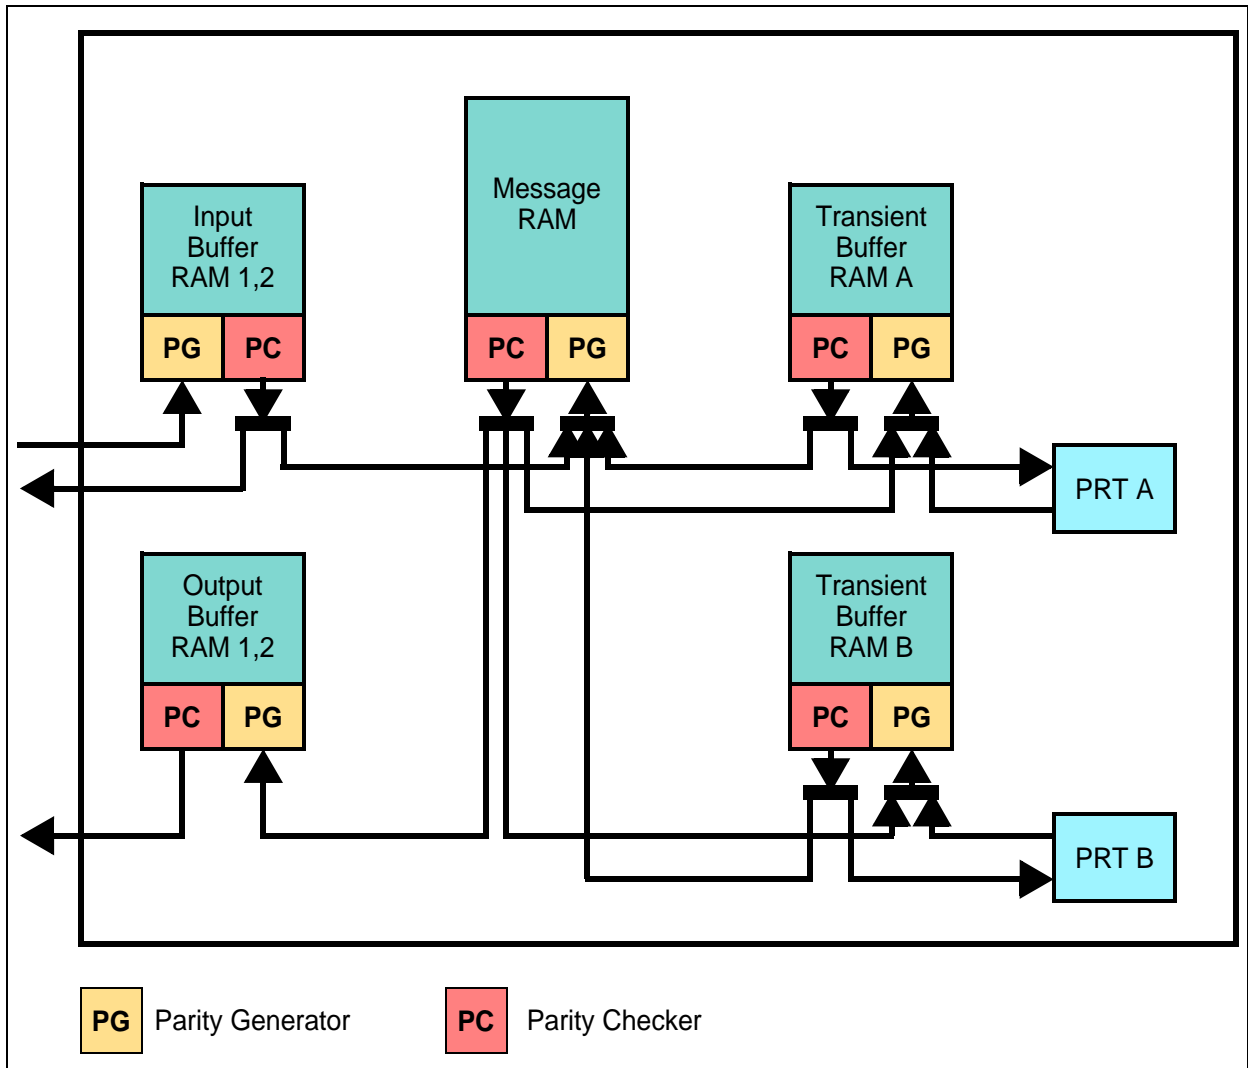 Message
RAM
Input
Buffer
RAM 1,2
Transient
Buffer
RAM A
PG
PC
PC
PG
PC
PG
PRT A
Output
Buffer
RAM 1,2
Transient
Buffer
RAM B
PC
PG
PC
PG
PRT B
PG
Parity Generator
PC
Parity Checker